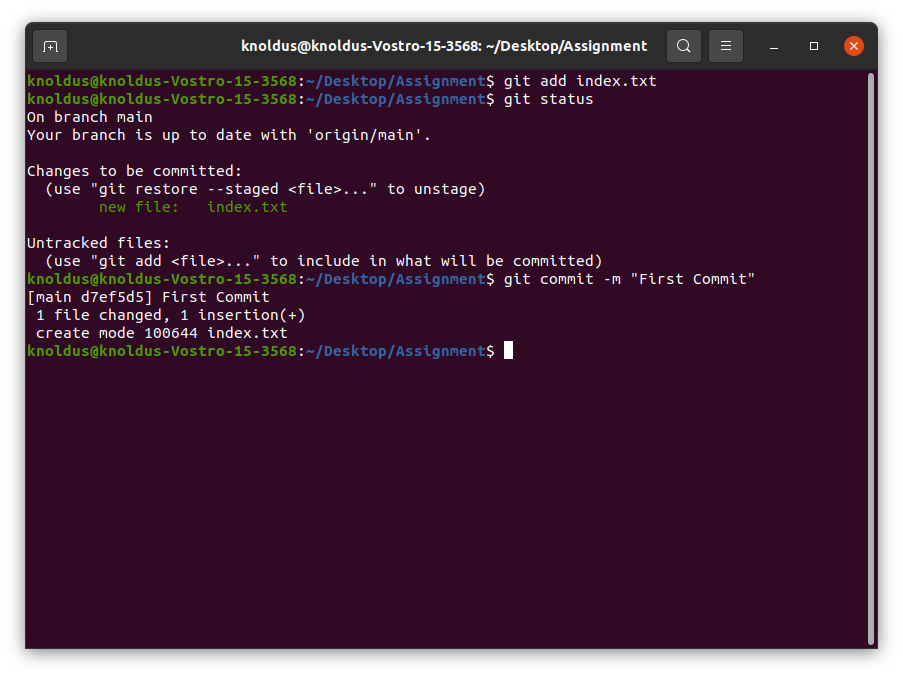 knoldus@knoldus-Vostro-15-3568: ~/Desktop/Assignment
knoldus@knoldus-Vostro-15-3568:~/Desktop/Assignment$ git add index.txt
knoldus@knoldus-Vostro-15-3568:~/Desktop/Assignment$ git status
On branch main
Your branch is up to date with 'origin/main'.
Changes to be committed:
  (use "git restore --staged <file>..." to unstage)
        new file:   index.txt
Untracked files:
  (use "git add <file>..." to include in what will be committed)
knoldus@knoldus-Vostro-15-3568:~/Desktop/Assignment$ git commit -m "First Commit"
[main d7ef5d5] First Commit
 1 file changed, 1 insertion(+)
 create mode 100644 index.txt
knoldus@knoldus-Vostro-15-3568:~/Desktop/Assignment$